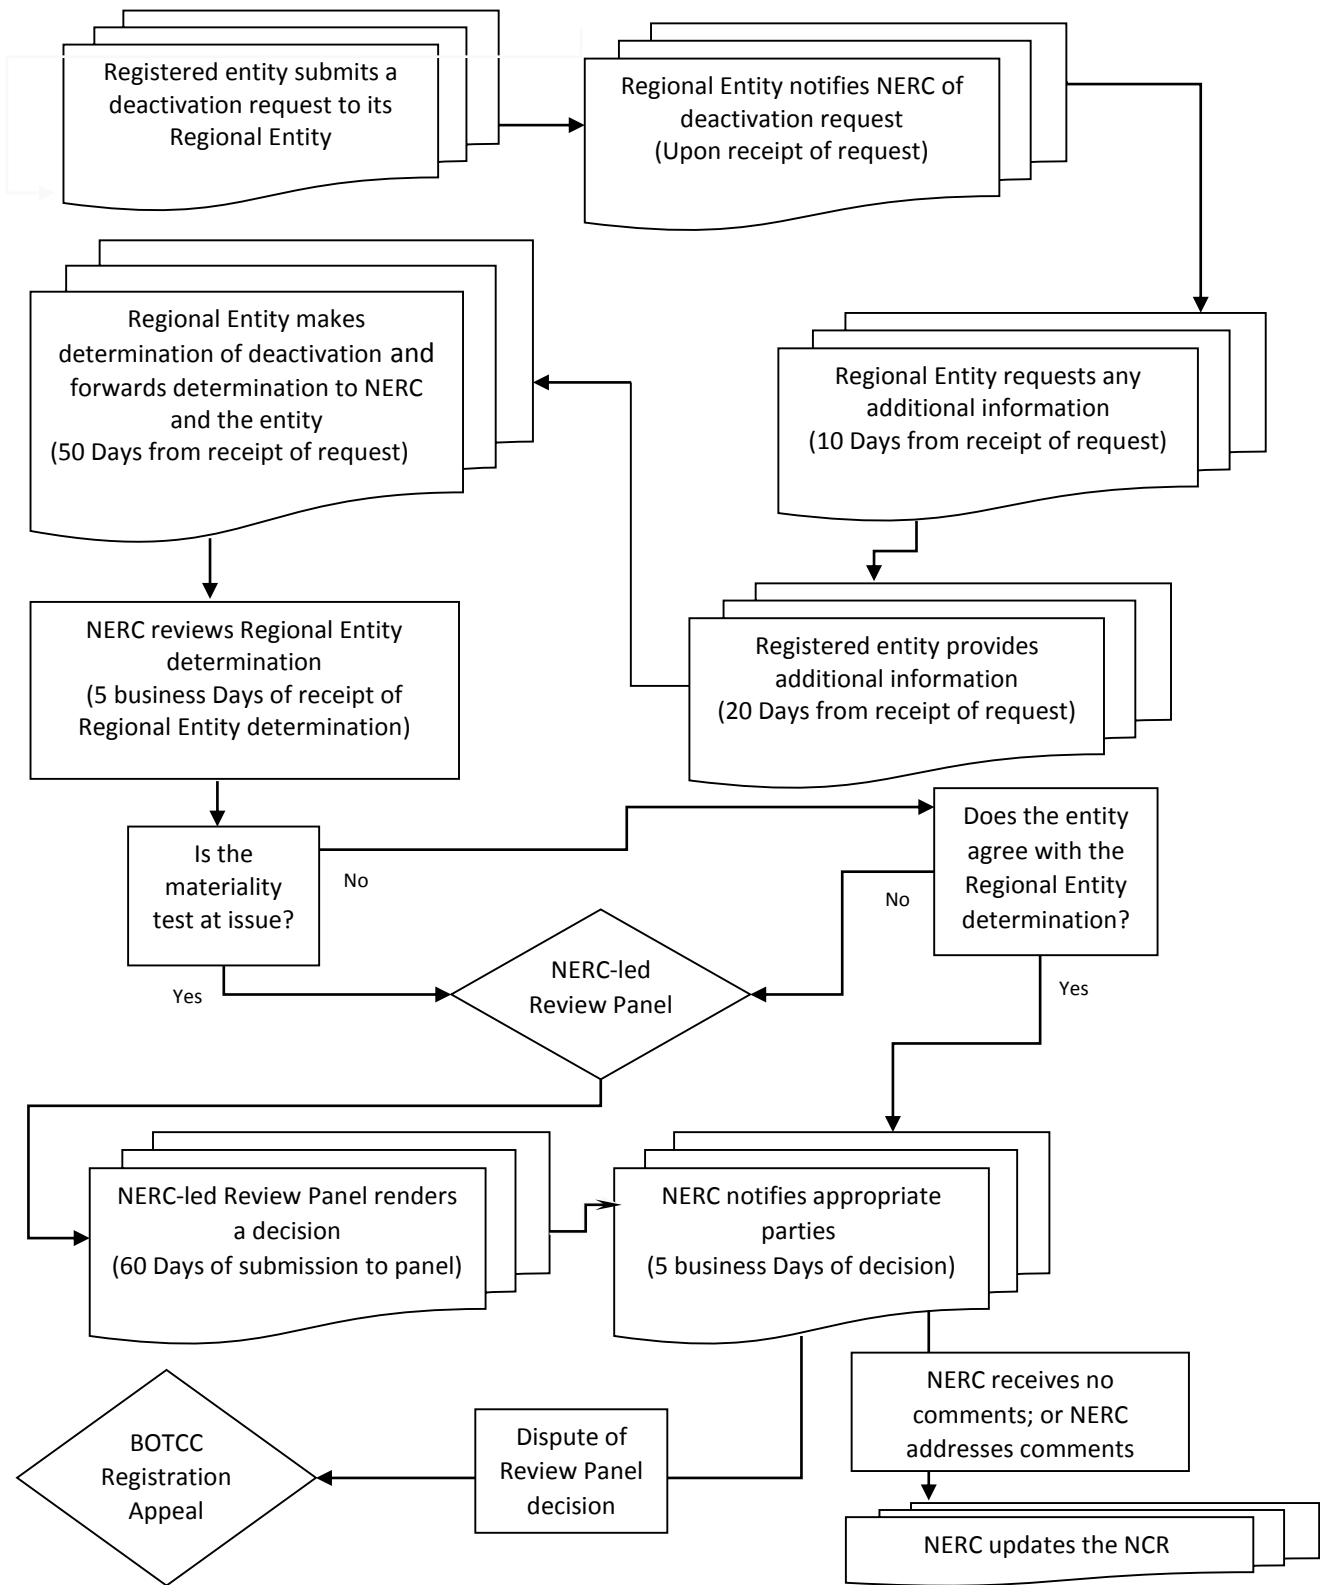 Registered entity submits a
deactivation request to its
Regional Entity
Regional Entity notifies NERC of
deactivation request
(Upon receipt of request)
Regional Entity requests any
additional information
(10 Days from receipt of request)
Regional Entity makes
determination of deactivation and
forwards determination to NERC
and the entity
(50 Days from receipt of request)
Registered entity provides
additional information
(20 Days from receipt of request)
NERC reviews Regional Entity
determination
(5 business Days of receipt of
Regional Entity determination)
Is the
materiality
test at issue?
No
Yes
Does the entity
agree with the
Regional Entity
determination?
No
Yes
NERC-led
Review Panel
NERC-led Review Panel renders
a decision
(60 Days of submission to panel)
NERC notifies appropriate
parties
(5 business Days of decision)
NERC receives no
comments; or NERC
addresses comments
Dispute of
Review Panel
decision
BOTCC
Registration
Appeal
NERC updates the NCR